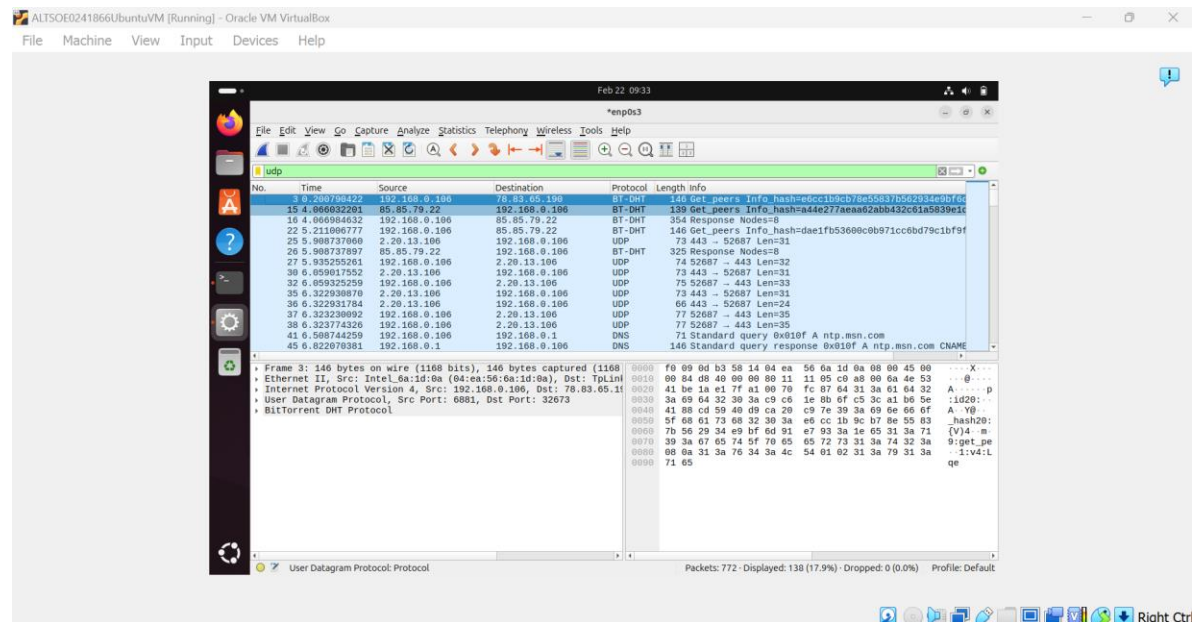 ALTSOE0241866UbuntuVM [Running] - Oracle VM VirtualBox
File Machine View Input Devices Help
Feb 22 09:33
*enp0s3
File Edit View Go Capture Analyze Statistics Telephony Wireless Tools Help
udp
No. Time Source Destination Protocol Length Info
3 0.200790422 192.168.0.106 78.83.65.190 BT-DHT 146 Get_peers Info_hash=e6cc1b9cb78e55837b562934e9bf6d
15 4.066032201 85.85.79.22 192.168.0.106 BT-DHT 139 Get_peers Info_hash=a44e277aeaa62abb432c61a5839e1c
16 4.066984632 192.168.0.106 85.85.79.22 BT-DHT 354 Response Nodes=8
22 5.211006777 192.168.0.106 85.85.79.22 BT-DHT 146 Get_peers Info_hash=dae1fb53600c0b971cc6bd79c1bf9f
25 5.908737060 2.20.13.106 192.168.0.106 UDP 73 443 → 52687 Len=31
26 5.908737897 85.85.79.22 192.168.0.106 BT-DHT 325 Response Nodes=8
27 5.935255261 192.168.0.106 2.20.13.106 UDP 74 52687 → 443 Len=32
30 6.059017552 2.20.13.106 192.168.0.106 UDP 73 443 → 52687 Len=31
32 6.059325259 192.168.0.106 2.20.13.106 UDP 75 52687 → 443 Len=33
35 6.322930870 2.20.13.106 192.168.0.106 UDP 73 443 → 52687 Len=31
36 6.322931784 2.20.13.106 192.168.0.106 UDP 66 443 → 52687 Len=24
37 6.323230092 192.168.0.106 2.20.13.106 UDP 77 52687 → 443 Len=35
38 6.323774326 192.168.0.106 2.20.13.106 UDP 77 52687 → 443 Len=35
41 6.508744259 192.168.0.106 192.168.0.1 DNS 71 Standard query 0x010f A ntp.msn.com
45 6.822070381 192.168.0.1 192.168.0.106 DNS 146 Standard query response 0x010f A ntp.msn.com CNAME
Frame 3: 146 bytes on wire (1168 bits), 146 bytes captured (1168
Ethernet II, Src: Intel_6a:1d:0a (04:ea:56:6a:1d:0a), Dst: TpLinl
Internet Protocol Version 4, Src: 192.168.0.106, Dst: 78.83.65.19
User Datagram Protocol, Src Port: 6881, Dst Port: 32673
BitTorrent DHT Protocol
0000 f0 09 0d b3 58 14 04 ea 56 6a 1d 0a 08 00 45 00 ····X···
0010 00 84 d8 40 00 00 80 11 11 05 c0 a8 00 6a 4e 53 ···@····
0020 41 be 1a e1 7f a1 00 70 fc 87 64 31 3a 61 64 32 A······p
0030 3a 69 64 32 30 3a c9 c6 1e 8b 6f c5 3c a1 b6 5e :id20:··
0040 41 88 cd 59 40 d9 ca 20 c9 7e 39 3a 69 6e 66 6f A··Y@··
0050 5f 68 61 73 68 32 30 3a e6 cc 1b 9c b7 8e 55 83 _hash20:
0060 7b 56 29 34 e9 bf 6d 91 e7 93 3a 1e 65 31 3a 71 {V)4··m·
0070 39 3a 67 65 74 5f 70 65 65 72 73 31 3a 74 32 3a 9:get_pe
0080 08 0a 31 3a 76 34 3a 4c 54 01 02 31 3a 79 31 3a ··1:v4:L
0090 71 65 qe
User Datagram Protocol: Protocol
Packets: 772 · Displayed: 138 (17.9%) · Dropped: 0 (0.0%) Profile: Default
Right Ctrl